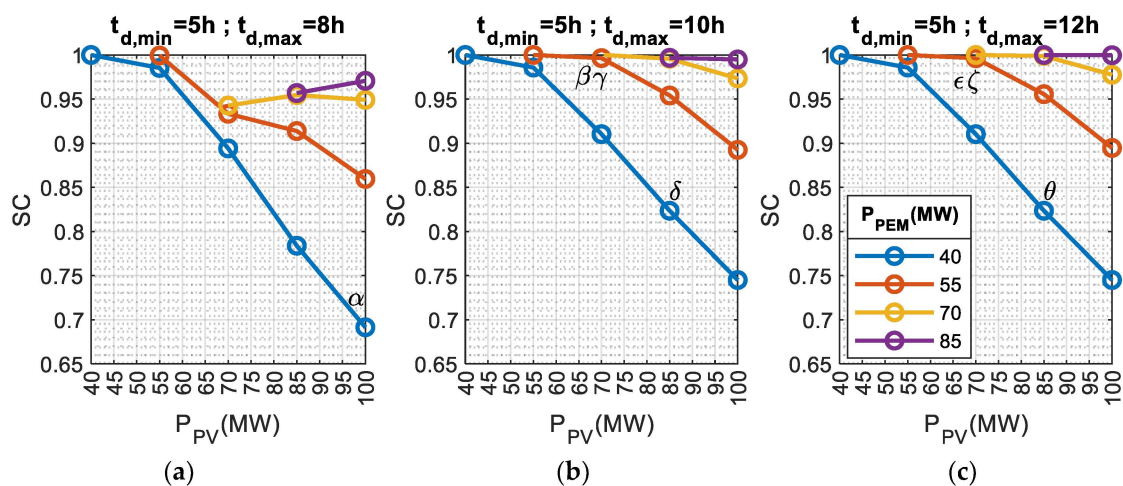 t_d,min=5h ; t_d,max=8h
SC
1
0.95
0.9
0.85
0.8
0.75
0.7
0.65
α
40 45 50 55 60 65 70 75 80 85 90 95 100
P_PV(MW)
(a)
t_d,min=5h ; t_d,max=10h
SC
1
0.95
0.9
0.85
0.8
0.75
0.7
0.65
βγ
δ
40 45 50 55 60 65 70 75 80 85 90 95 100
P_PV(MW)
(b)
t_d,min=5h ; t_d,max=12h
SC
1
0.95
0.9
0.85
0.8
0.75
0.7
0.65
ϵζ
θ
P_PEM(MW)
40
55
70
85
40 45 50 55 60 65 70 75 80 85 90 95 100
P_PV(MW)
(c)